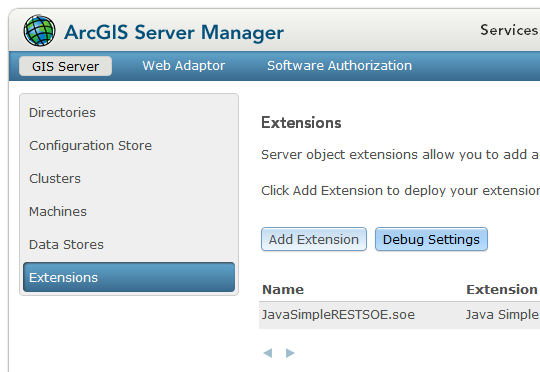 ArcGIS Server Manager
Services
GIS Server Web Adaptor Software Authorization
Directories
Configuration Store
Clusters
Machines
Data Stores
Extensions
Extensions
Server object extensions allow you to add a
Click Add Extension to deploy your extension
Add Extension Debug Settings
Name Extension
JavaSimpleRESTSOE.soe Java Simple